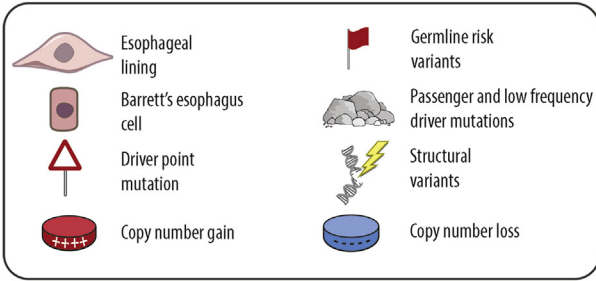 Esophageal
lining
Barrett's esophagus
cell
Driver point
mutation
++++
Copy number gain
Germline risk
variants
Passenger and low frequency
driver mutations
Structural
variants
----
Copy number loss